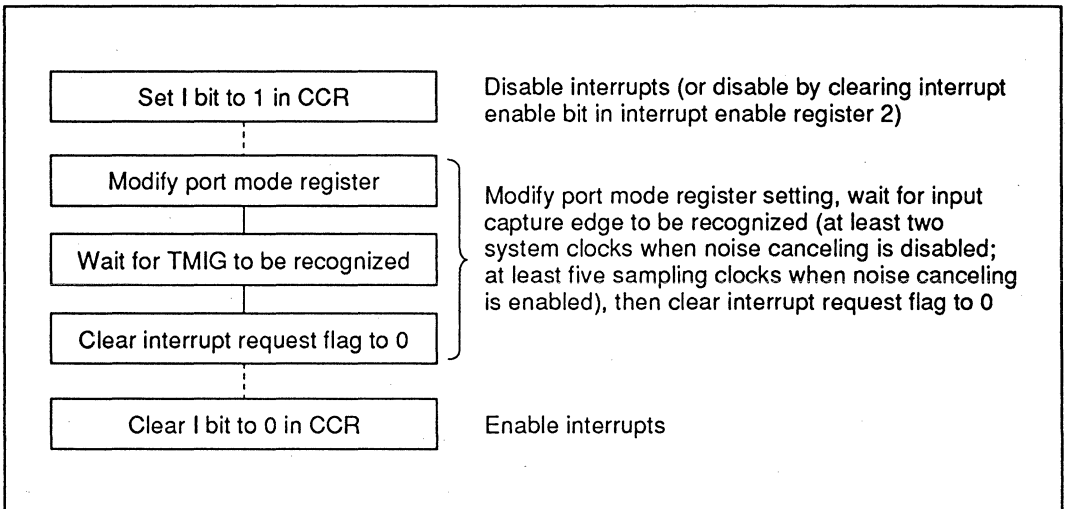 Set I bit to 1 in CCR
Disable interrupts (or disable by clearing interrupt
enable bit in interrupt enable register 2)
Modify port mode register
Wait for TMIG to be recognized
Clear interrupt request flag to 0
Modify port mode register setting, wait for input
capture edge to be recognized (at least two
system clocks when noise canceling is disabled;
at least five sampling clocks when noise canceling
is enabled), then clear interrupt request flag to 0
Clear I bit to 0 in CCR
Enable interrupts